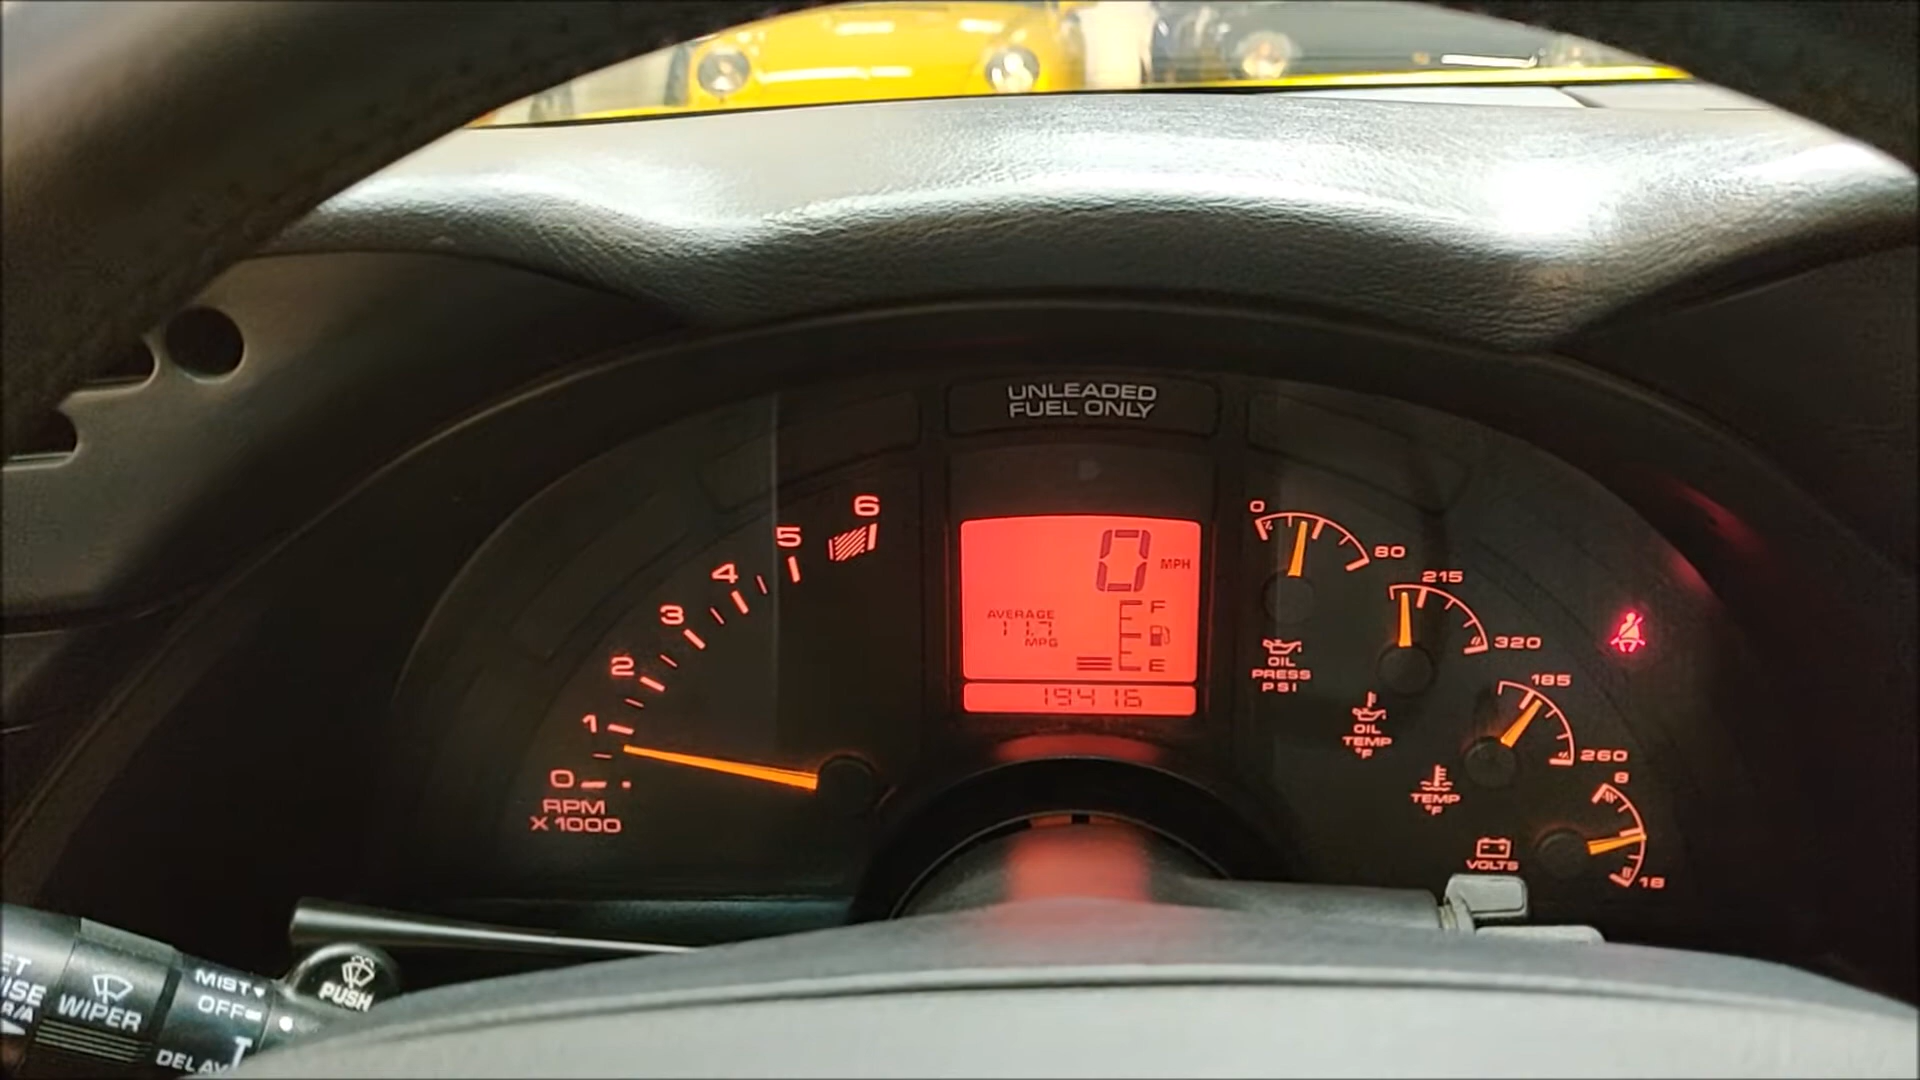 UNLEADED
FUEL ONLY
6
5
4
3
2
1
0
RPM
X 1000
0
MPH
AVERAGE
11.7
MPG
F
E
19416
0
80
OIL
PRESS
PSI
215
320
OIL
TEMP
°F
185
260
TEMP
°F
8
18
VOLTS
WIPER
MIST
OFF
DELAY
PUSH